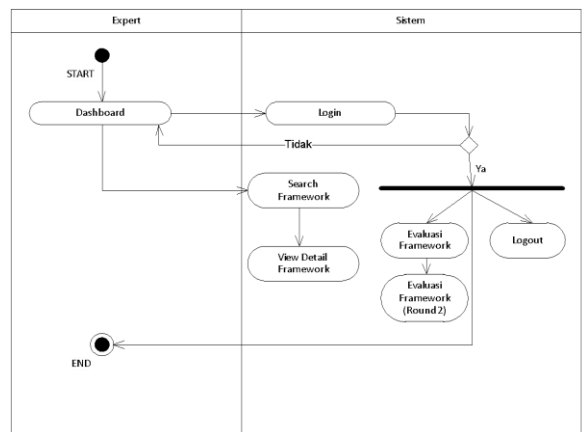 Expert
Sistem
START
Dashboard
Login
Tidak
Ya
Search
Framework
Evaluasi
Framework
Logout
View Detail
Framework
Evaluasi
Framework
(Round 2)
END